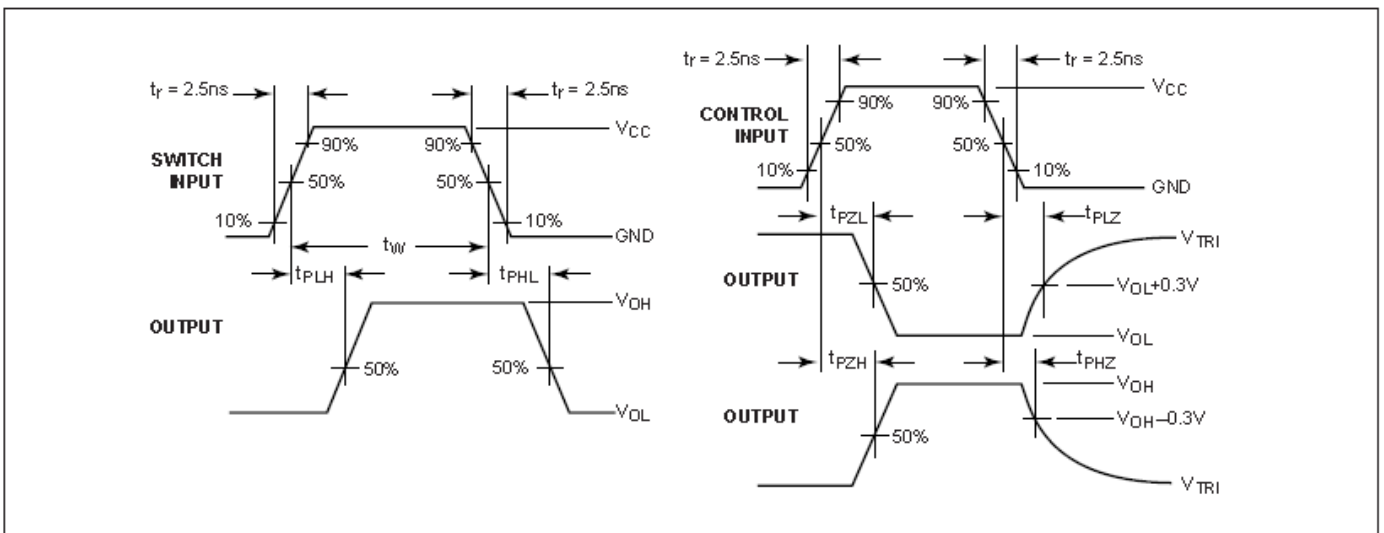 tr = 2.5ns
tf = 2.5ns
VCC
90%
90%
SWITCH
INPUT
50%
50%
10%
10%
GND
tW
tPLH
tPHL
VOH
OUTPUT
50%
50%
VOL
tr = 2.5ns
tf = 2.5ns
VCC
90%
90%
CONTROL
INPUT
50%
50%
10%
10%
GND
tPZL
tPLZ
VTRI
OUTPUT
50%
VOL+0.3V
VOL
tPZH
tPHZ
VOH
OUTPUT
VOH–0.3V
50%
VTRI